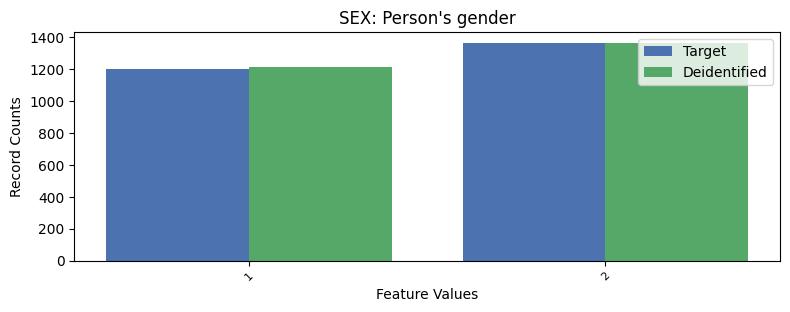 SEX: Person's gender
Target
Deidentified
Record Counts
1400
1200
1000
800
600
400
200
0
1
2
Feature Values